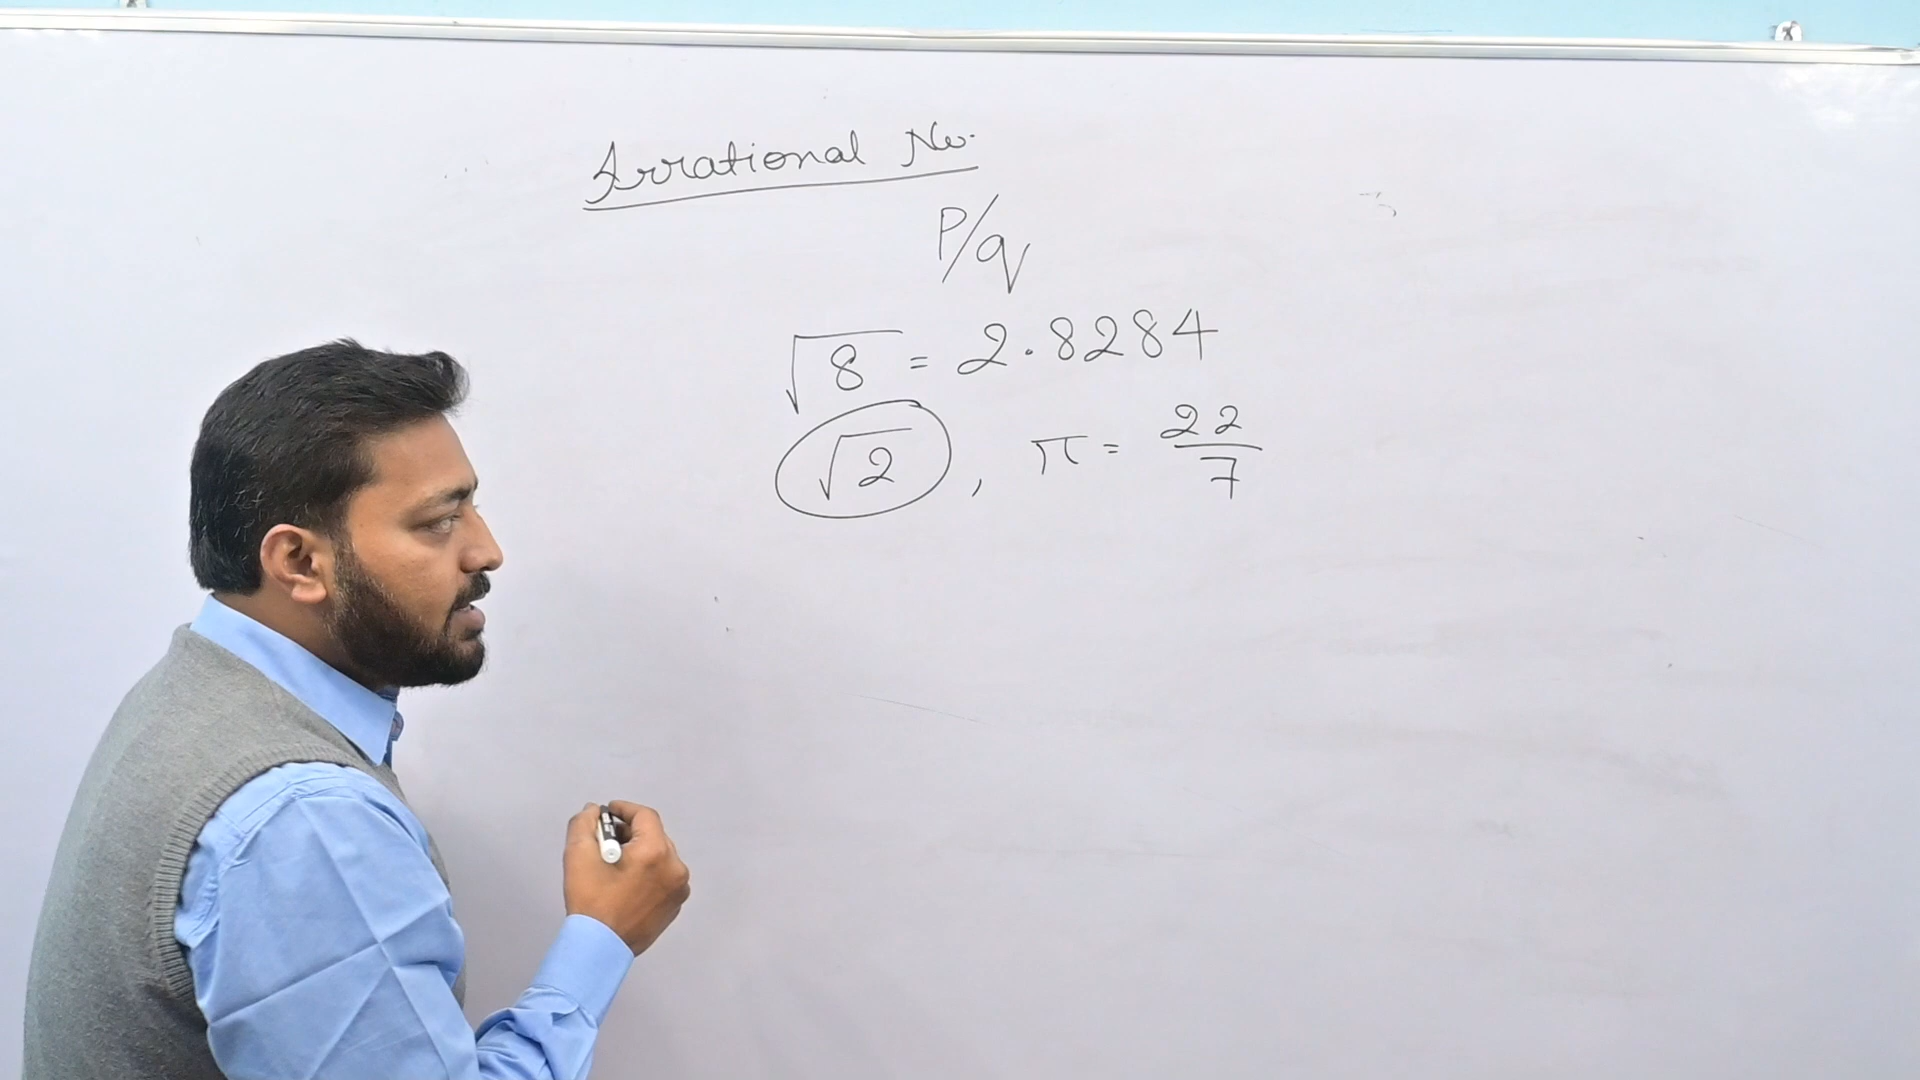 Irrational No.
P/q
√8 = 2.8284
√2 , π = 22/7